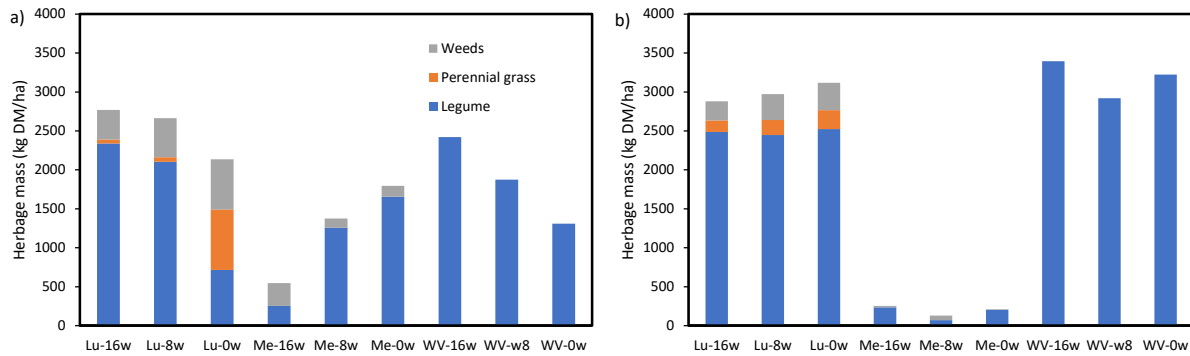 a)
Herbage mass (kg DM/ha)
4000
3500
3000
2500
2000
1500
1000
500
0
Weeds
Perennial grass
Legume
Lu-16w Lu-8w Lu-0w Me-16w Me-8w Me-0w WV-16w WV-w8 WV-0w
b)
Herbage mass (kg DM/ha)
4000
3500
3000
2500
2000
1500
1000
500
0
Lu-16w Lu-8w Lu-0w Me-16w Me-8w Me-0w WV-16w WV-w8 WV-0w